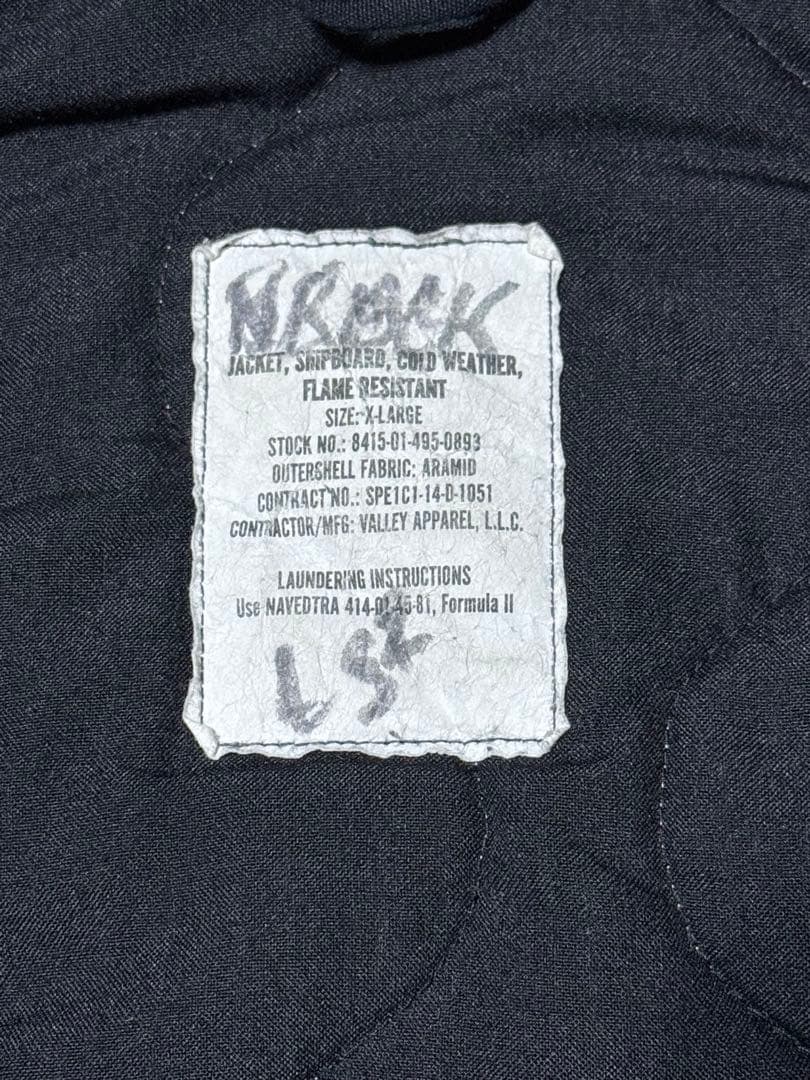 JACKET, SHIPBOARD, COLD WEATHER,
FLAME RESISTANT
SIZE: X-LARGE
STOCK NO.: 8415-01-495-0893
OUTERSHELL FABRIC: ARAMID
CONTRACT NO.: SPE1C1-14-D-1051
CONTRACTOR/MFG: VALLEY APPAREL, L.L.C.
LAUNDERING INSTRUCTIONS
Use NAVEDTRA 414-01-45-81, Formula II